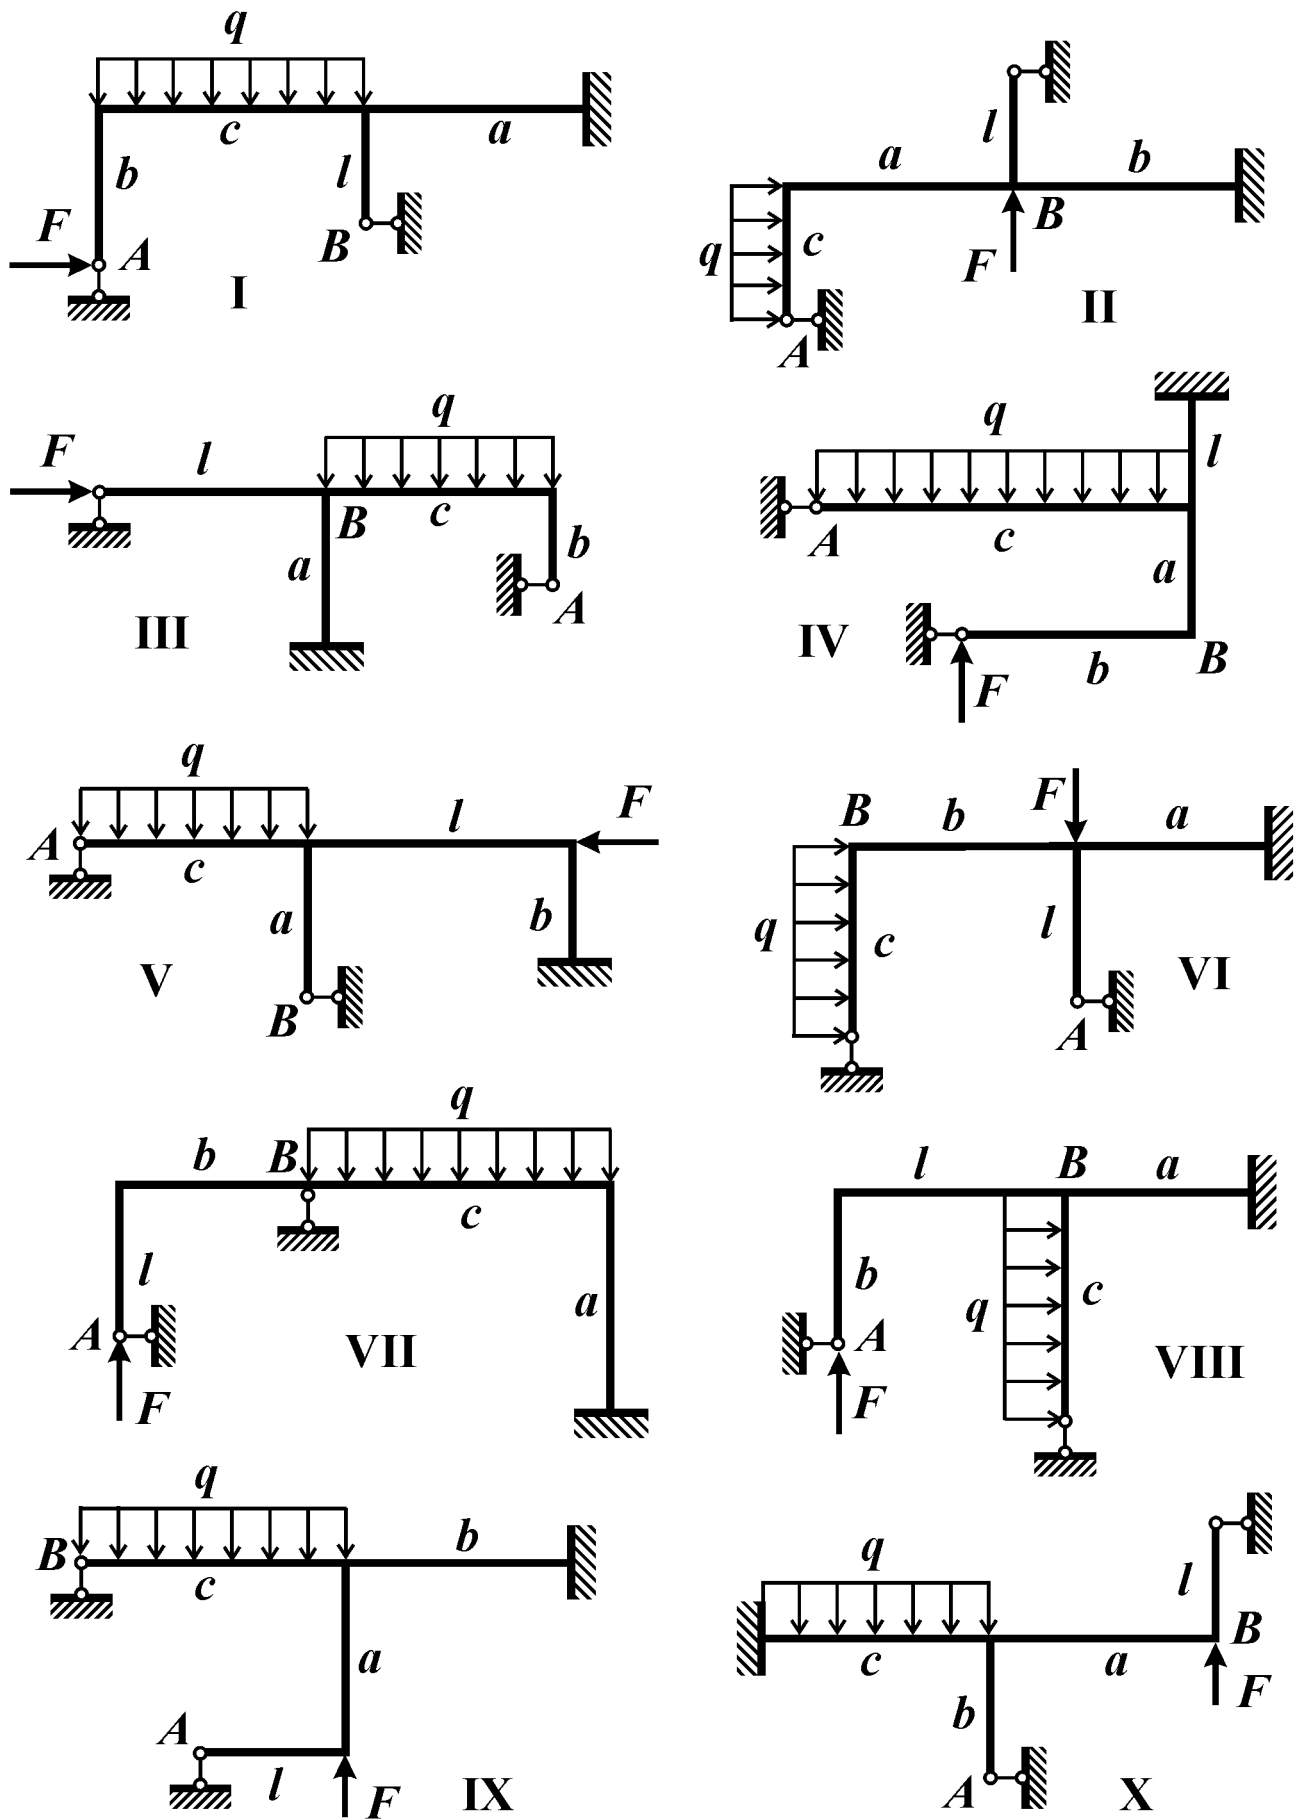 q
c a
b l
F A B
I
l
a B b
q c F
A II
F l q
B c b
a A
III
q l
A c
a
IV b B
F
q
A c l F
a b
V B
B b F a
q c l
VI
A
b B q
c
l a
A VII
F
l B a
b q c
A VIII
F
q
B c b
a
A
l F IX
q l
c a B
b F
A X